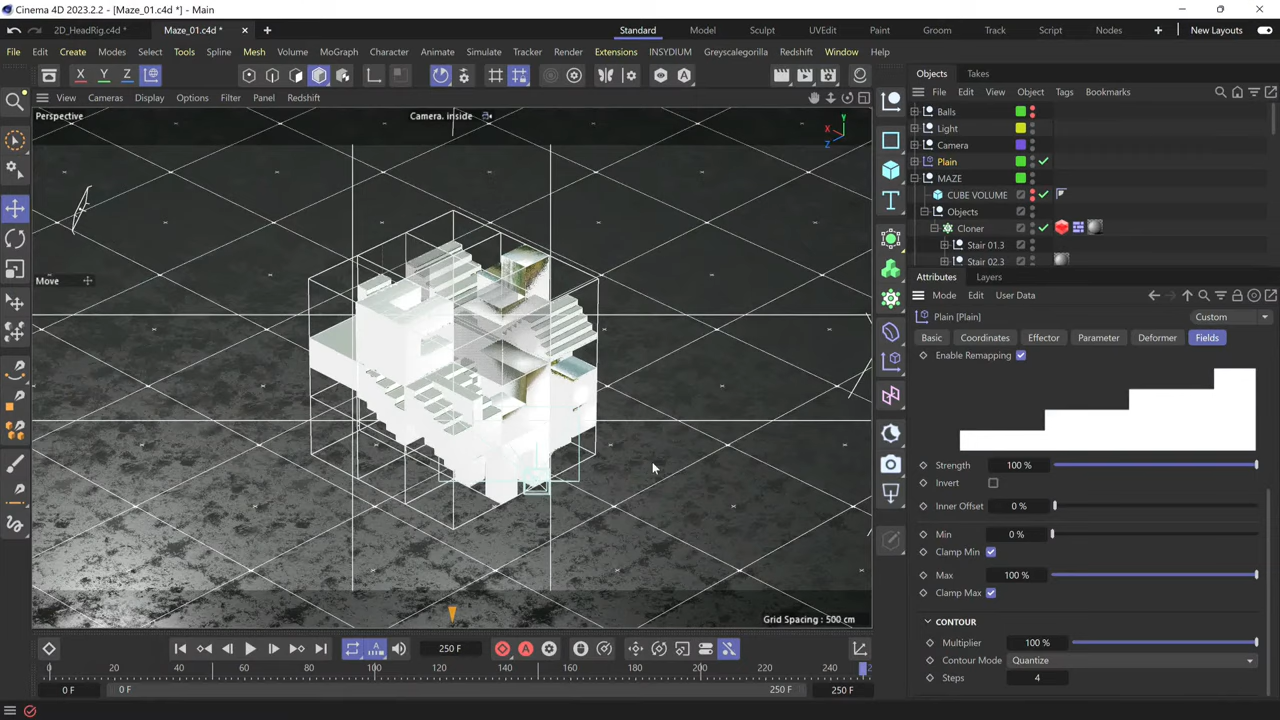 Cinema 4D 2023.2.2 - [Maze_01.c4d *] - Main
2D_HeadRig.c4d * Maze_01.c4d * Standard Model Sculpt UVEdit Paint Groom Track Script Nodes New Layouts
File Edit Create Modes Select Tools Spline Mesh Volume MoGraph Character Animate Simulate Tracker Render Extensions INSYDIUM Greyscalegorilla Redshift Window Help
X Y Z
Objects Takes
View Cameras Display Options Filter Panel Redshift
File Edit View Object Tags Bookmarks
Perspective Camera. inside
Y
X
Z
Balls
Light
Camera
Plain
MAZE
CUBE VOLUME
Objects
Cloner
Stair 01.3
Stair 02.3
Move
Attributes Layers
Mode Edit User Data
Plain [Plain] Custom
Basic Coordinates Effector Parameter Deformer Fields
Enable Remapping
Strength 100 %
Invert
Inner Offset 0 %
Min 0 %
Clamp Min
Max 100 %
Clamp Max
CONTOUR
Multiplier 100 %
Contour Mode Quantize
Steps 4
Grid Spacing : 500 cm
250 F
0 20 40 60 80 100 120 140 160 180 200 220 240
0 F 0 F 250 F 250 F